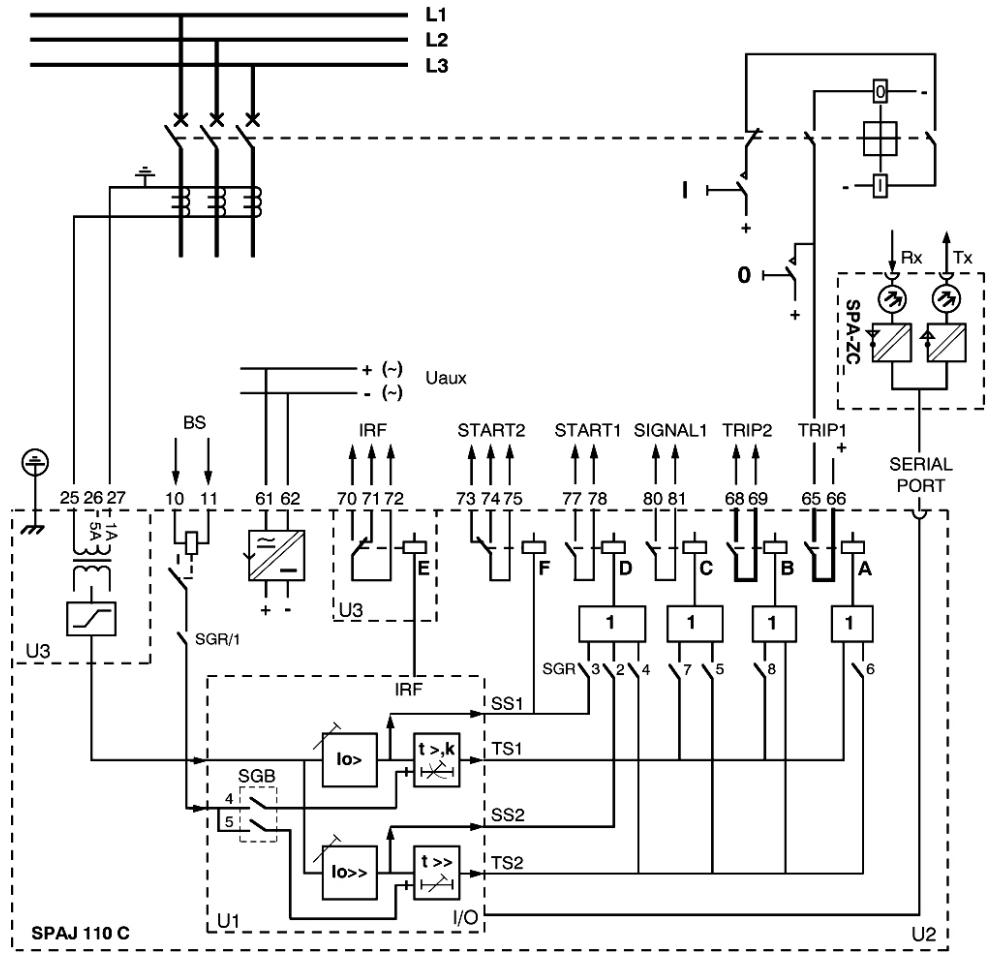 L1
L2
L3
0 -
- I
I
+
0
+
Rx Tx
SPA-ZC
+ (~)
- (~)
Uaux
BS IRF START2 START1 SIGNAL1 TRIP2 TRIP1
+
SERIAL
PORT
25 26 27 10 11 61 62 70 71 72 73 74 75 77 78 80 81 68 69 65 66
5A 1A
E F D C B A
+ -
U3
1 1 1 1
SGR/1
U3
SGR 3 2 4 7 5 8 6
IRF
SS1
Io> t >,k TS1
SGB
4
5
SS2
Io>> t >> TS2
U1 I/O
SPAJ 110 C U2